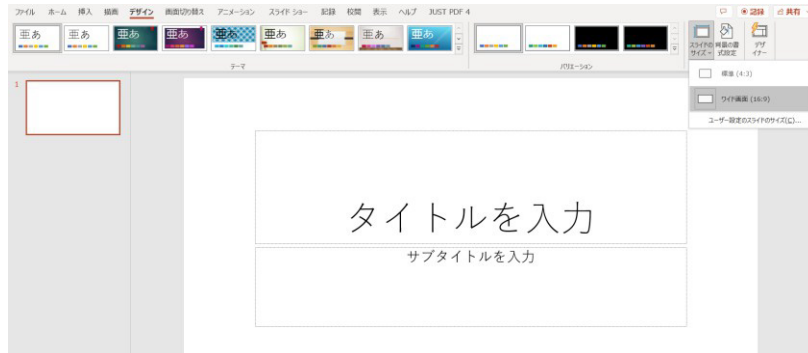 ファイル ホーム 挿入 描画 デザイン 画面切り替え アニメーション スライド ショー 記録 校閲 表示 ヘルプ JUST PDF 4
記録 共有
亜あ 亜あ 亜あ 亜あ 亜あ 亜あ 亜あ 亜あ 亜あ
スライドの サイズ 背景の書式設定 デザイナー
テーマ バリエーション
標準 (4:3)
ワイド画面 (16:9)
ユーザー設定のスライドのサイズ(C)...
1
タイトルを入力
サブタイトルを入力